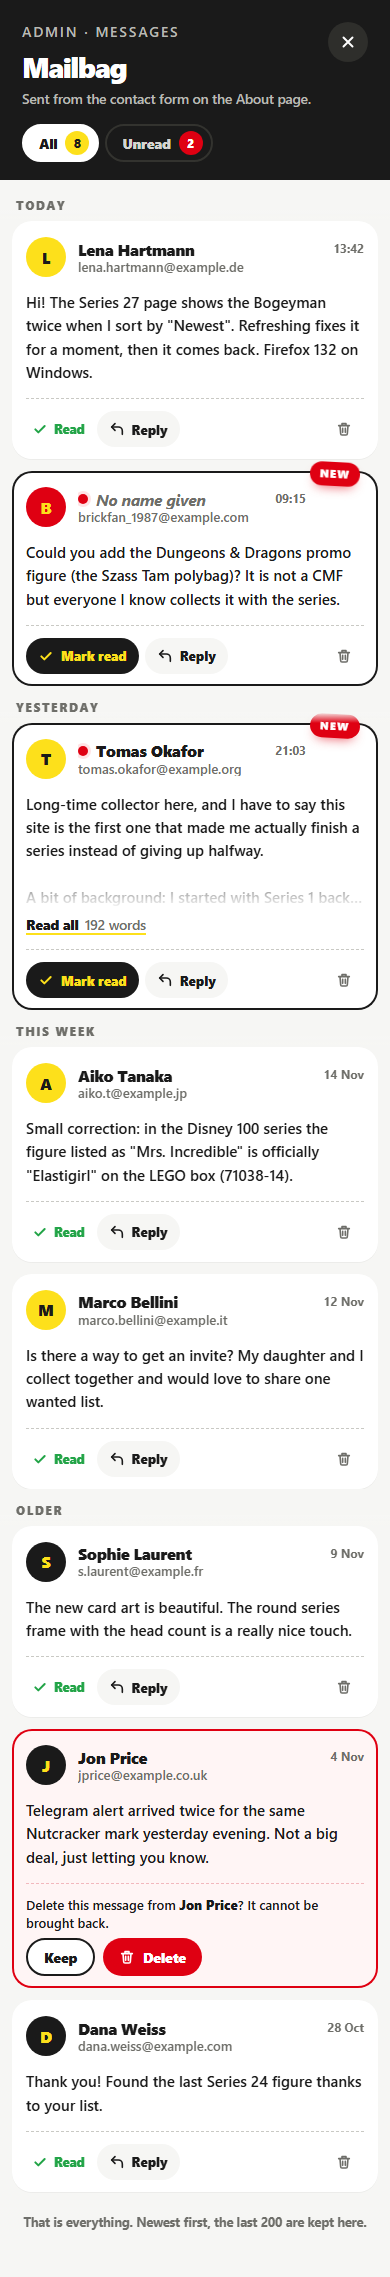 ADMIN · MESSAGES
Mailbag
Sent from the contact form on the About page.
All 8 Unread 2
TODAY
L Lena Hartmann 13:42
lena.hartmann@example.de
Hi! The Series 27 page shows the Bogeyman
twice when I sort by "Newest". Refreshing fixes it
for a moment, then it comes back. Firefox 132 on
Windows.
Read Reply
NEW
B No name given 09:15
brickfan_1987@example.com
Could you add the Dungeons & Dragons promo
figure (the Szass Tam polybag)? It is not a CMF
but everyone I know collects it with the series.
Mark read Reply
YESTERDAY
NEW
T Tomas Okafor 21:03
tomas.okafor@example.org
Long-time collector here, and I have to say this
site is the first one that made me actually finish a
series instead of giving up halfway.
A bit of background: I started with Series 1 back...
Read all 192 words
Mark read Reply
THIS WEEK
A Aiko Tanaka 14 Nov
aiko.t@example.jp
Small correction: in the Disney 100 series the
figure listed as "Mrs. Incredible" is officially
"Elastigirl" on the LEGO box (71038-14).
Read Reply
M Marco Bellini 12 Nov
marco.bellini@example.it
Is there a way to get an invite? My daughter and I
collect together and would love to share one
wanted list.
Read Reply
OLDER
S Sophie Laurent 9 Nov
s.laurent@example.fr
The new card art is beautiful. The round series
frame with the head count is a really nice touch.
Read Reply
J Jon Price 4 Nov
jprice@example.co.uk
Telegram alert arrived twice for the same
Nutcracker mark yesterday evening. Not a big
deal, just letting you know.
Delete this message from Jon Price? It cannot be
brought back.
Keep Delete
D Dana Weiss 28 Oct
dana.weiss@example.com
Thank you! Found the last Series 24 figure thanks
to your list.
Read Reply
That is everything. Newest first, the last 200 are kept here.